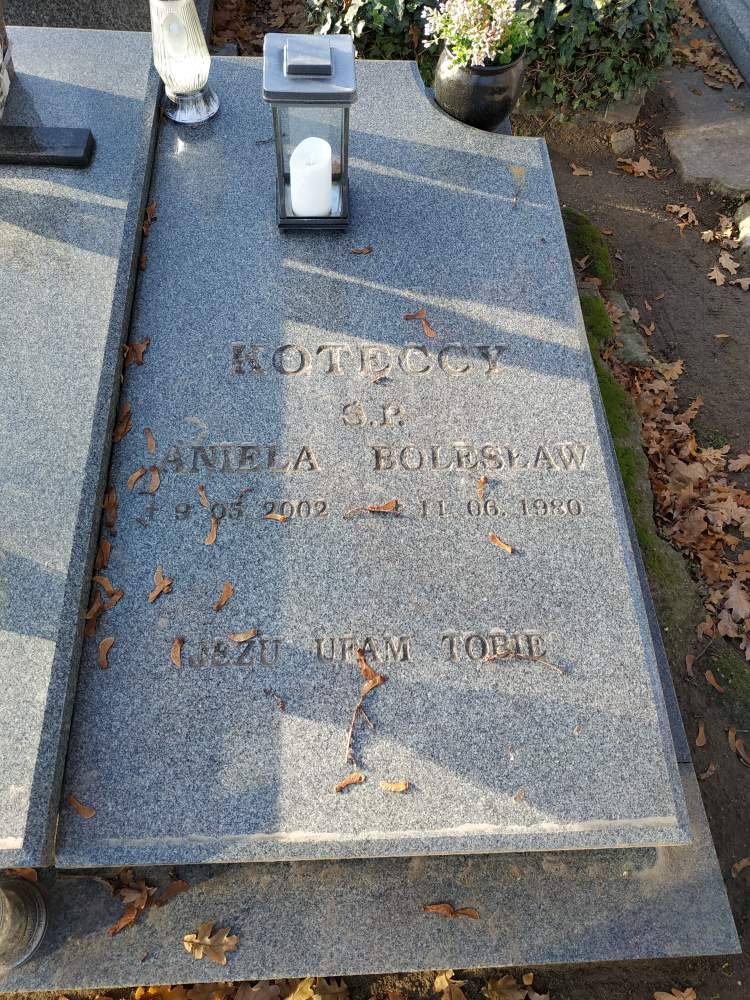 KOTECCY
Ś.P.
ANIELA BOLESŁAW
† 9. 05. 2002 † 11. 06. 1980
JEZU UFAM TOBIE